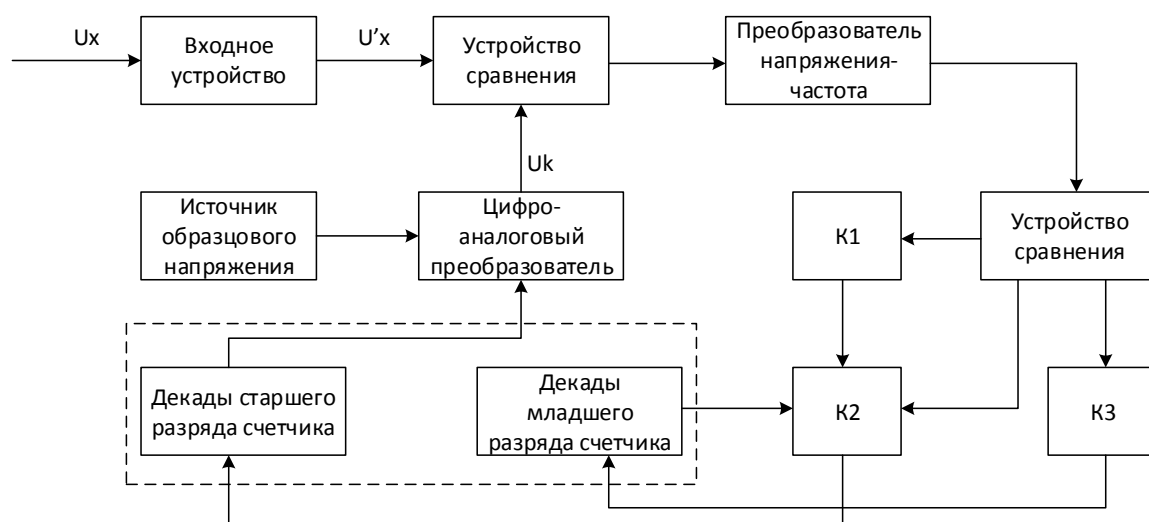 Ux
Входное
устройство
U'x
Устройство
сравнения
Преобразователь
напряжения-
частота
Uk
Источник
образцового
напряжения
Цифро-
аналоговый
преобразователь
К1
Устройство
сравнения
Декады старшего
разряда счетчика
Декады
младшего
разряда счетчика
К2
К3